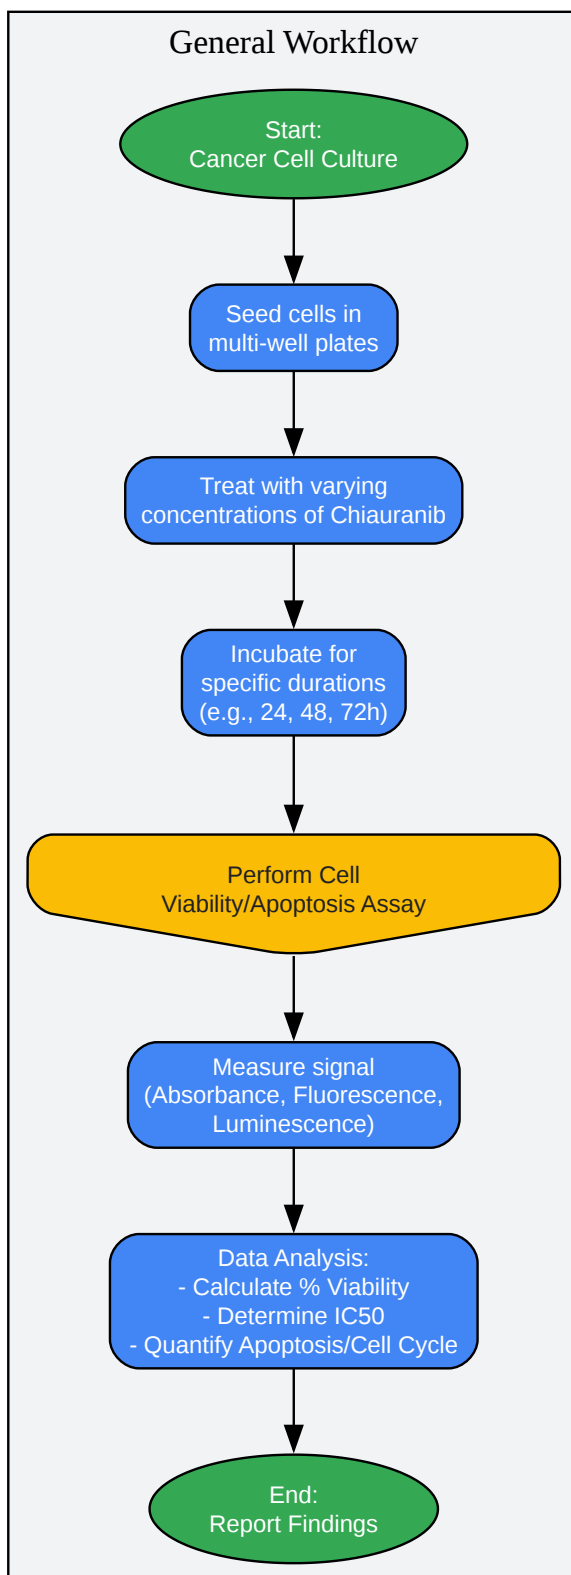 General Workflow
Start:
Cancer Cell Culture
Seed cells in
multi-well plates
Treat with varying
concentrations of Chiauranib
Incubate for
specific durations
(e.g., 24, 48, 72h)
Perform Cell
Viability/Apoptosis Assay
Measure signal
(Absorbance, Fluorescence,
Luminescence)
Data Analysis:
- Calculate % Viability
- Determine IC50
- Quantify Apoptosis/Cell Cycle
End:
Report Findings